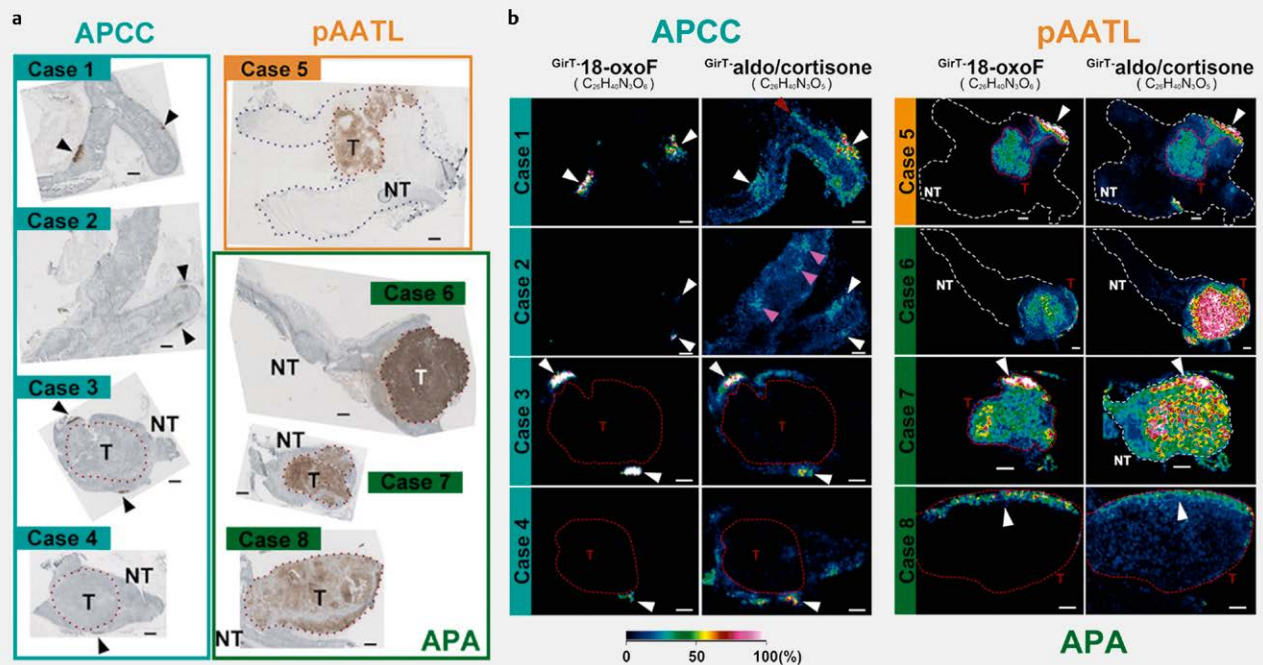 a
APCC
pAATL
Case 1
Case 5
T
NT
Case 2
Case 6
NT
T
Case 3
NT
T
NT
T
Case 7
Case 4
NT
T
Case 8
T
NT
APA
b
APCC
pAATL
GirT-18-oxoF
(C26H40N3O6)
GirT-aldo/cortisone
(C26H40N3O5)
GirT-18-oxoF
(C26H40N3O6)
GirT-aldo/cortisone
(C26H40N3O5)
Case 1
Case 5
NT
T
NT
T
Case 2
Case 6
NT
T
NT
T
Case 3
T
T
Case 7
T
NT
Case 4
T
T
Case 8
T
T
0
50
100(%)
APA